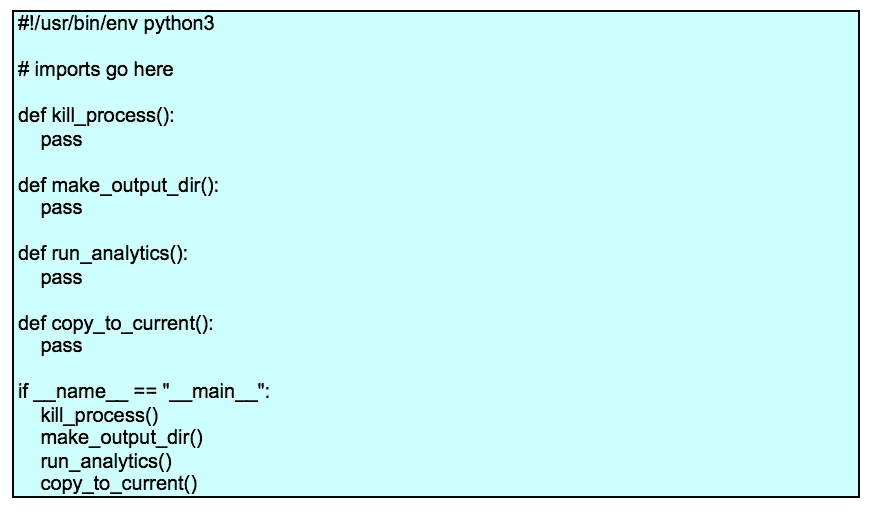 #!/usr/bin/env python3
# imports go here
def kill_process():
pass
def make_output_dir():
pass
def run_analytics():
pass
def copy_to_current():
pass
if __name__ == "__main__":
kill_process()
make_output_dir()
run_analytics()
copy_to_current()